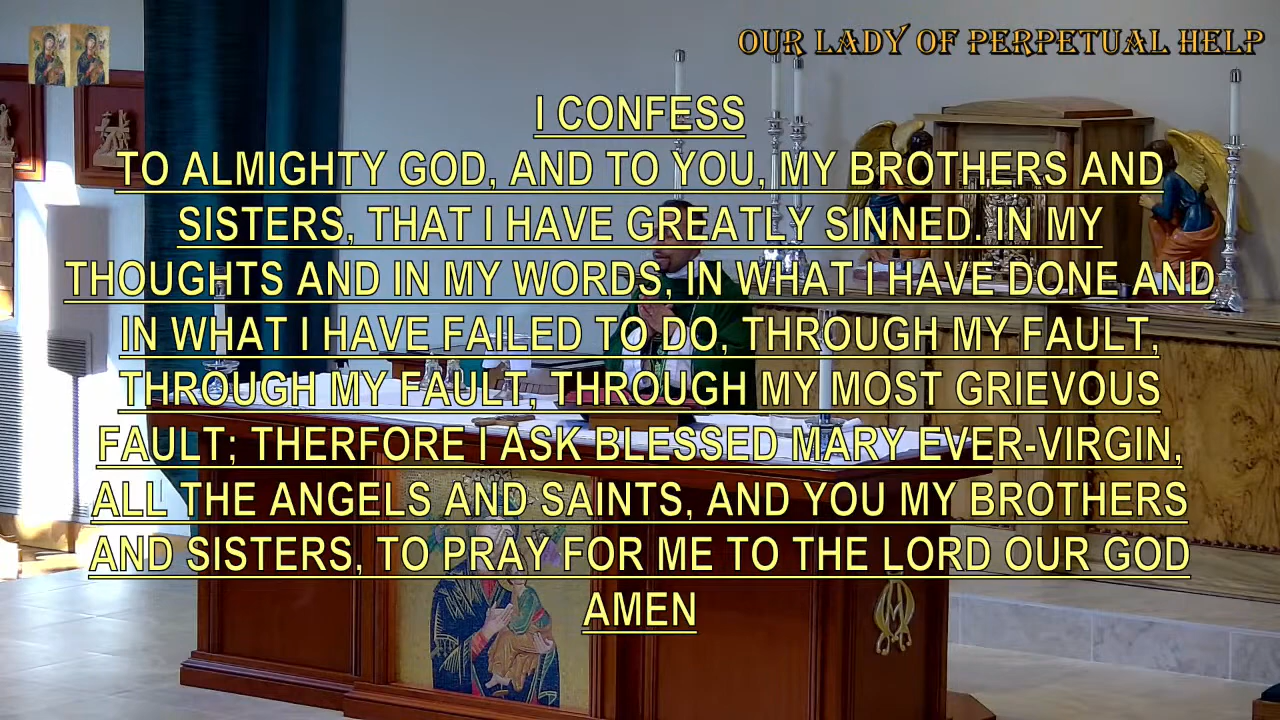 OUR LADY OF PERPETUAL HELP
I CONFESS
TO ALMIGHTY GOD, AND TO YOU, MY BROTHERS AND
SISTERS, THAT I HAVE GREATLY SINNED. IN MY
THOUGHTS AND IN MY WORDS, IN WHAT I HAVE DONE AND
IN WHAT I HAVE FAILED TO DO, THROUGH MY FAULT,
THROUGH MY FAULT, THROUGH MY MOST GRIEVOUS
FAULT; THERFORE I ASK BLESSED MARY EVER-VIRGIN,
ALL THE ANGELS AND SAINTS, AND YOU MY BROTHERS
AND SISTERS, TO PRAY FOR ME TO THE LORD OUR GOD
AMEN